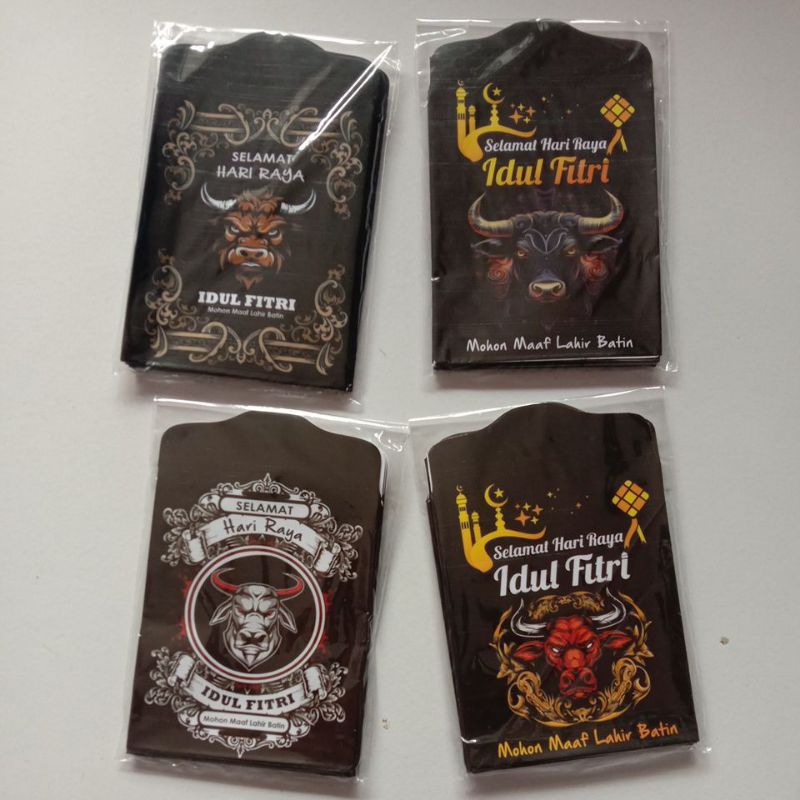 SELAMAT
HARI RAYA
IDUL FITRI
Mohon Maaf Lahir Batin
Selamat Hari Raya
Idul Fitri
Mohon Maaf Lahir Batin
SELAMAT
Hari Raya
IDUL FITRI
Mohon Maaf Lahir Batin
Selamat Hari Raya
Idul Fitri
Mohon Maaf Lahir Batin